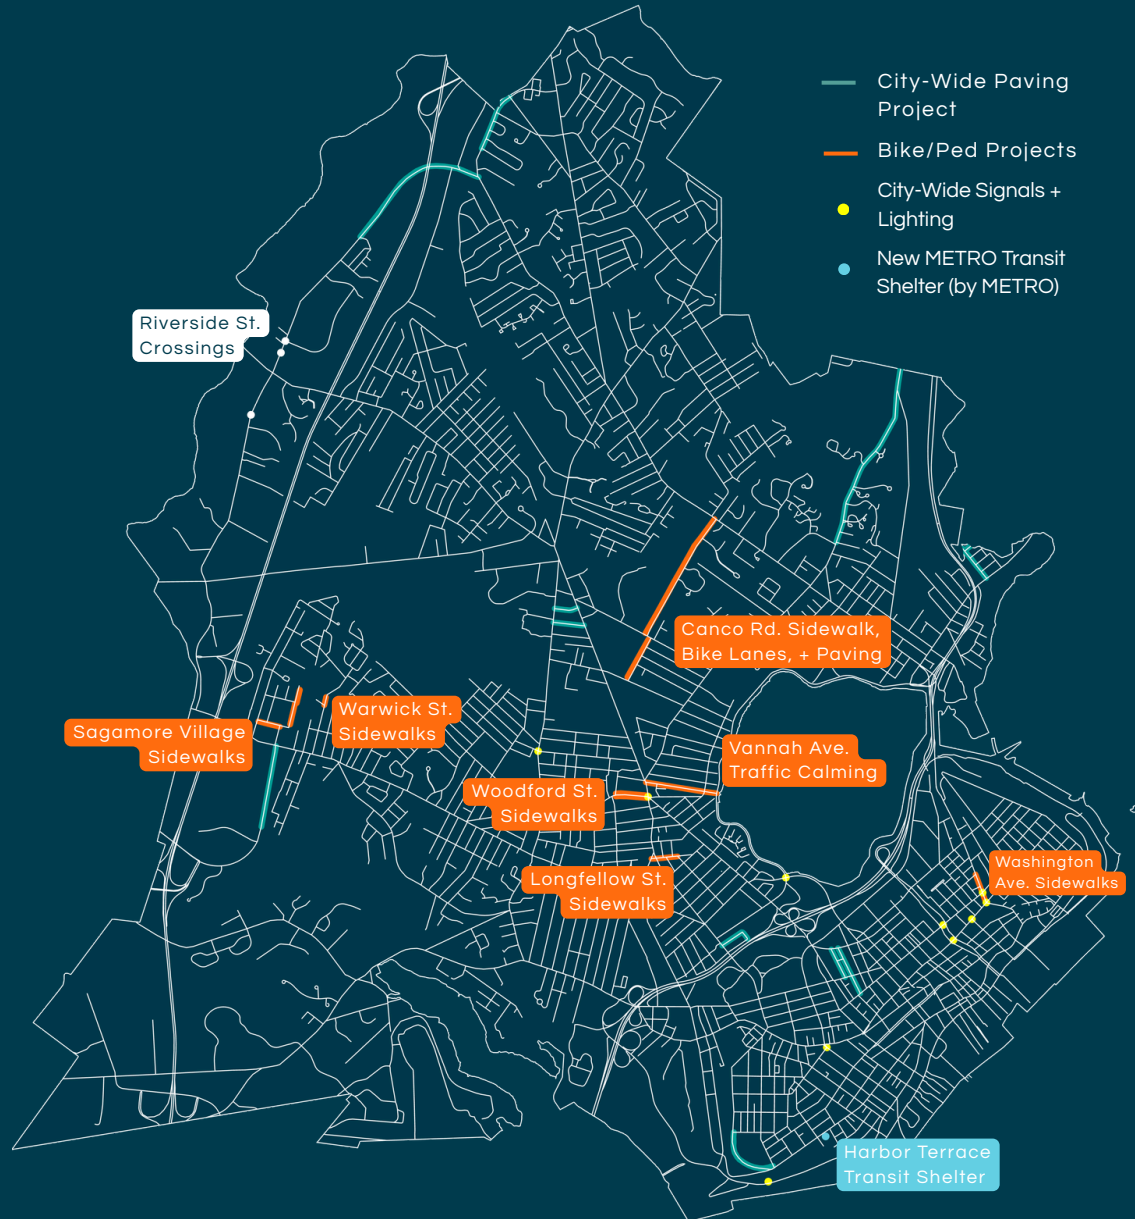 City-Wide Paving
Project
Bike/Ped Projects
City-Wide Signals +
Lighting
New METRO Transit
Shelter (by METRO)
Riverside St.
Crossings
Canco Rd. Sidewalk,
Bike Lanes, + Paving
Warwick St.
Sidewalks
Sagamore Village
Sidewalks
Vannah Ave.
Traffic Calming
Woodford St.
Sidewalks
Longfellow St.
Sidewalks
Washington
Ave. Sidewalks
Harbor Terrace
Transit Shelter